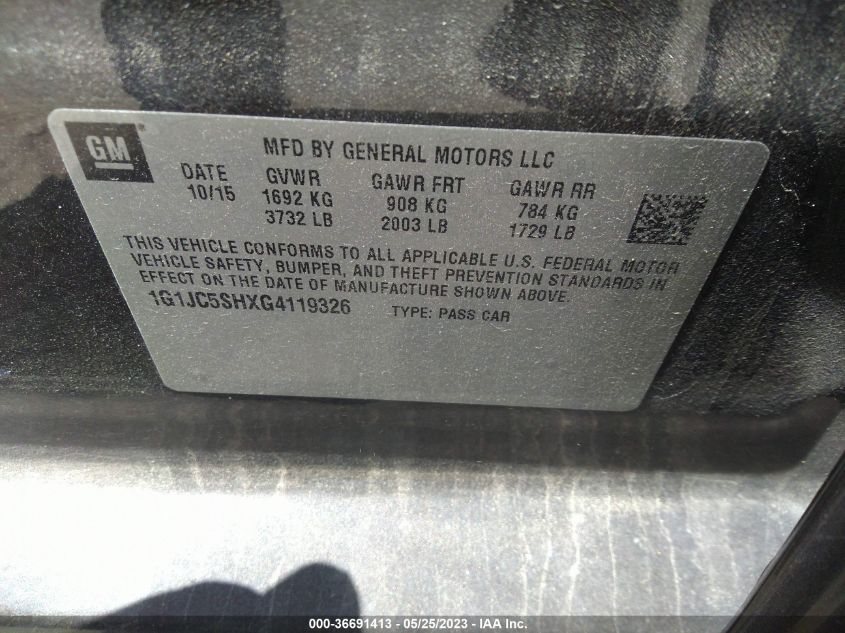 GM
MFD BY GENERAL MOTORS LLC
DATE GVWR GAWR FRT GAWR RR
10/15 1692 KG 908 KG 784 KG
3732 LB 2003 LB 1729 LB
THIS VEHICLE CONFORMS TO ALL APPLICABLE U.S. FEDERAL MOTOR
VEHICLE SAFETY, BUMPER, AND THEFT PREVENTION STANDARDS IN
EFFECT ON THE DATE OF MANUFACTURE SHOWN ABOVE.
1G1JC5SHXG4119326 TYPE: PASS CAR
000-36691413 - 05/25/2023 - IAA Inc.